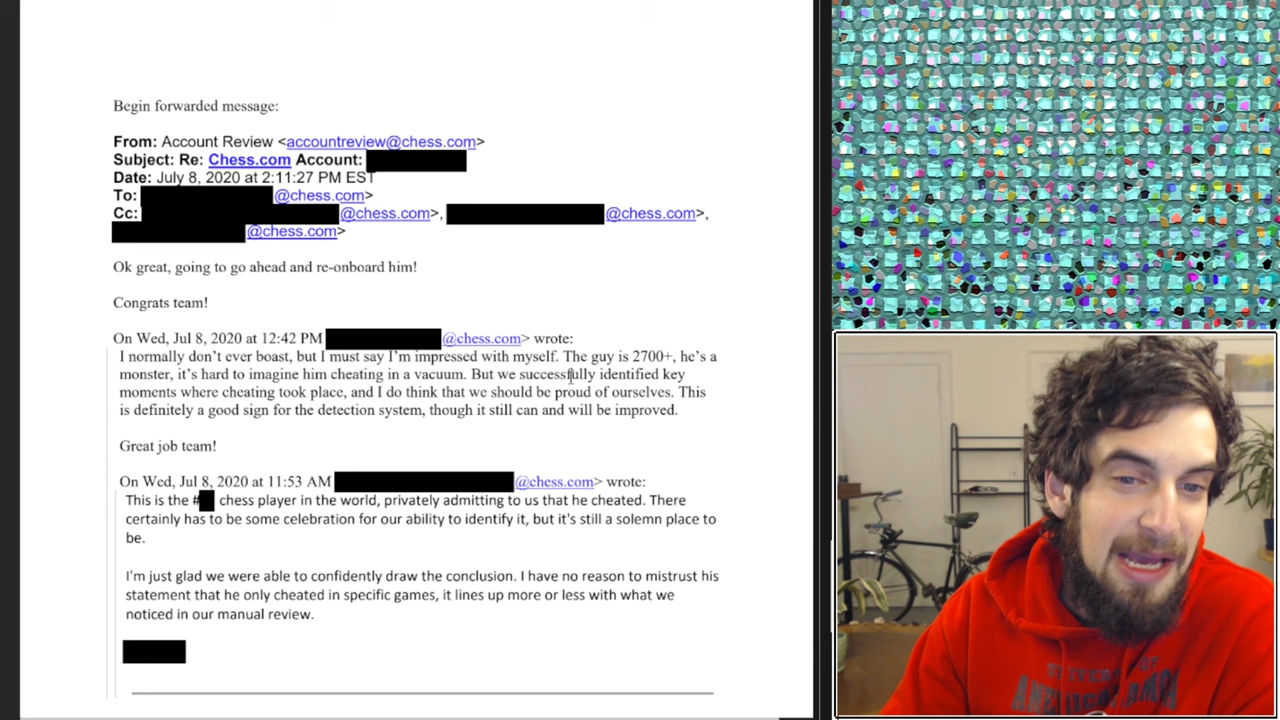 Begin forwarded message:
From: Account Review <accountreview@chess.com>
Subject: Re: Chess.com Account:
Date: July 8, 2020 at 2:11:27 PM EST
To: @chess.com>
Cc: @chess.com>, @chess.com>,
@chess.com>
Ok great, going to go ahead and re-onboard him!
Congrats team!
On Wed, Jul 8, 2020 at 12:42 PM @chess.com> wrote:
I normally don't ever boast, but I must say I'm impressed with myself. The guy is 2700+, he's a
monster, it's hard to imagine him cheating in a vacuum. But we successfully identified key
moments where cheating took place, and I do think that we should be proud of ourselves. This
is definitely a good sign for the detection system, though it still can and will be improved.
Great job team!
On Wed, Jul 8, 2020 at 11:53 AM @chess.com> wrote:
This is the # chess player in the world, privately admitting to us that he cheated. There
certainly has to be some celebration for our ability to identify it, but it's still a solemn place to
be.
I'm just glad we were able to confidently draw the conclusion. I have no reason to mistrust his
statement that he only cheated in specific games, it lines up more or less with what we
noticed in our manual review.